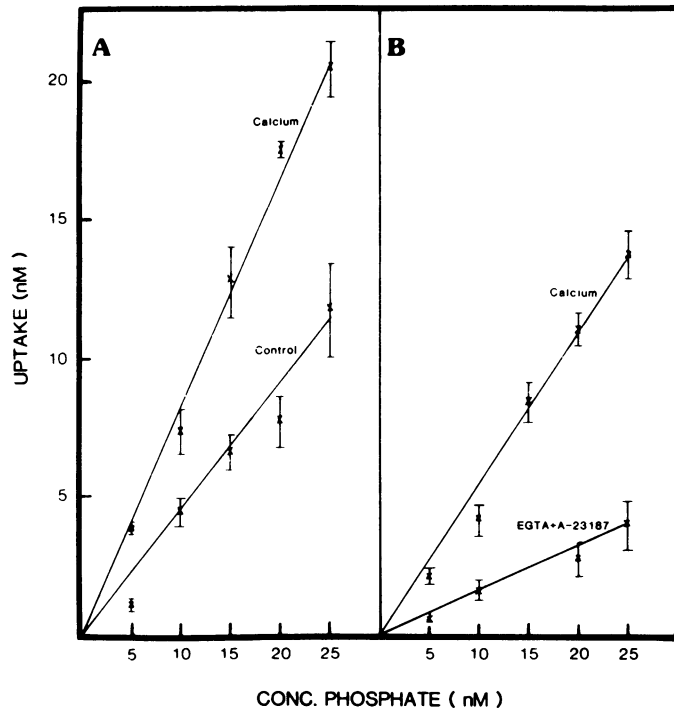 A
B
20
15
10
5
UPTAKE (nM)
Calcium
Control
Calcium
EGTA+A-23187
5 10 15 20 25
5 10 15 20 25
CONC. PHOSPHATE ( nM )